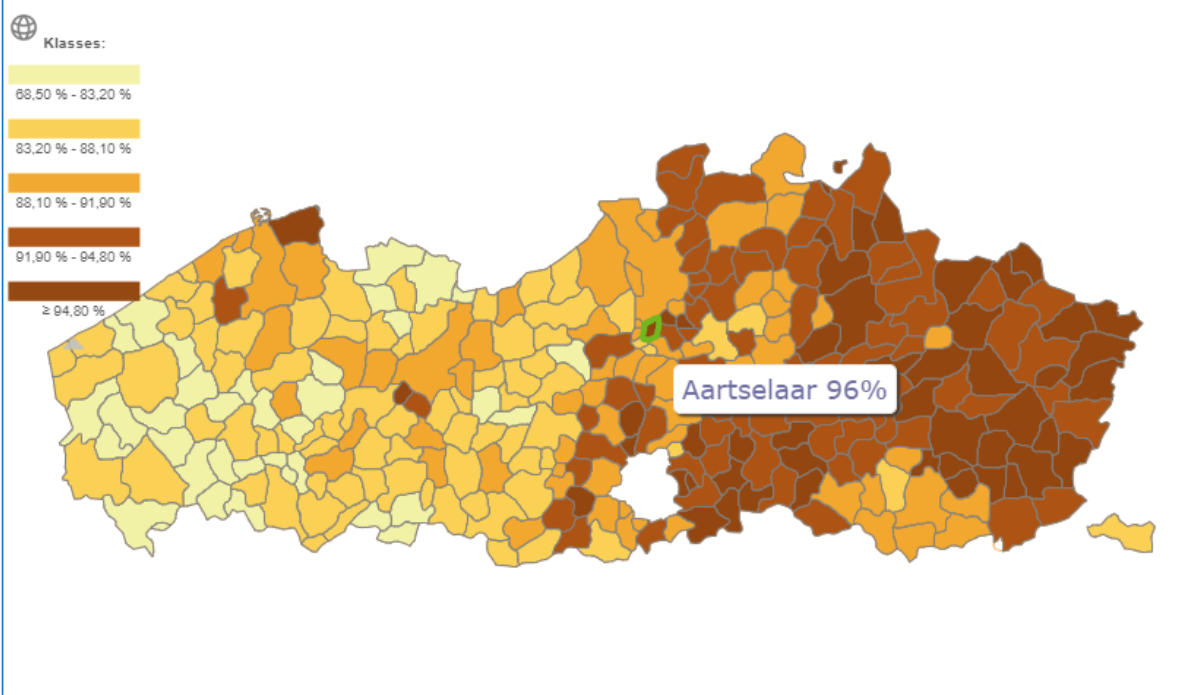 Klasses:
68,50 % - 83,20 %
83,20 % - 88,10 %
88,10 % - 91,90 %
91,90 % - 94,80 %
≥ 94,80 %
Aartselaar 96%